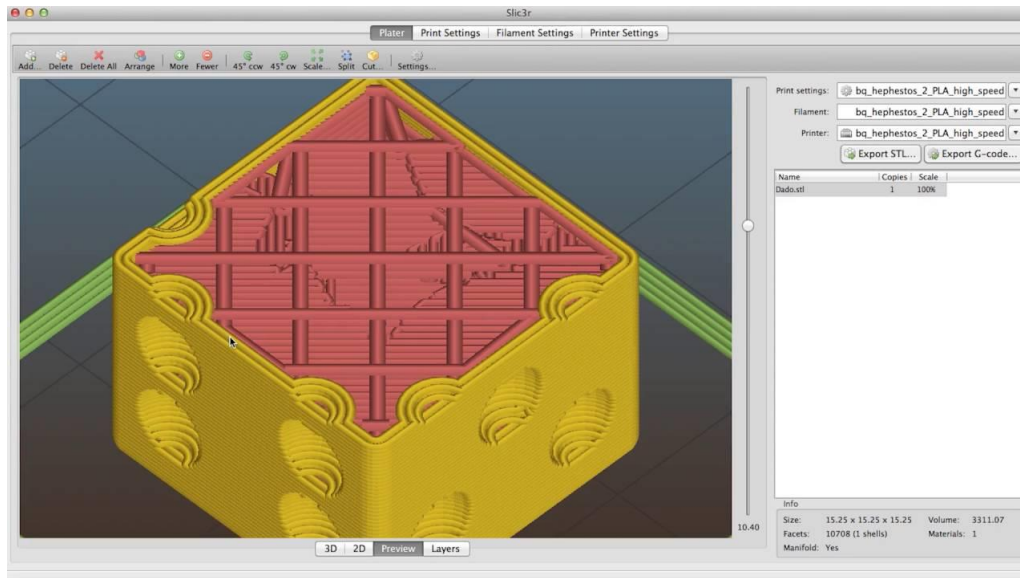 Slic3r
Plater Print Settings Filament Settings Printer Settings
Add... Delete Delete All Arrange More Fewer 45° ccw 45° cw Scale... Split Cut... Settings...
Print settings: bq_hephestos_2_PLA_high_speed
Filament: bq_hephestos_2_PLA_high_speed
Printer: bq_hephestos_2_PLA_high_speed
Export STL... Export G-code...
Name Copies Scale
Dado.stl 1 100%
Info
Size: 15.25 x 15.25 x 15.25 Volume: 3311.07
Facets: 10708 (1 shells) Materials: 1
Manifold: Yes
10.40
3D 2D Preview Layers